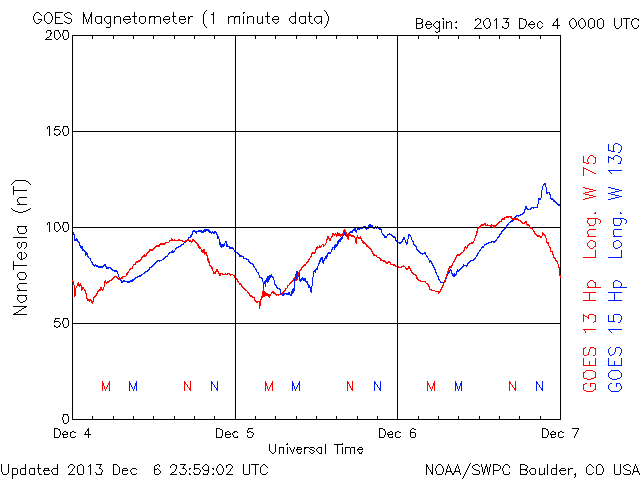 GOES Magnetometer (1 minute data)
Begin: 2013 Dec 4 0000 UTC
200
150
100
50
0
NanoTesla (nT)
M M N N M M N N M M N N
Dec 4 Dec 5 Dec 6 Dec 7
Universal Time
GOES 13 Hp Long. W 75
GOES 15 Hp Long. W 135
Updated 2013 Dec 6 23:59:02 UTC
NOAA/SWPC Boulder, CO USA